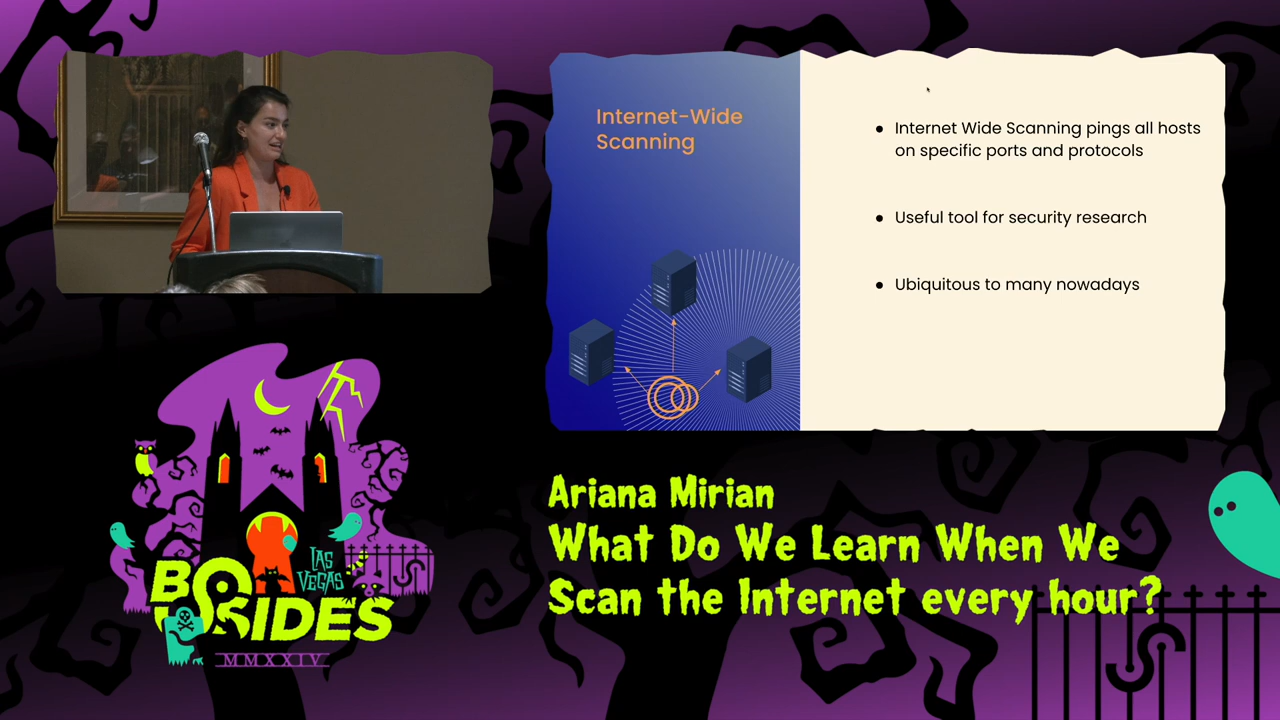 Internet-Wide
Scanning
● Internet Wide Scanning pings all hosts
on specific ports and protocols
● Useful tool for security research
● Ubiquitous to many nowadays
Ariana Mirian
What Do We Learn When We
Scan the Internet every hour?
LAS
VEGAS
BSIDES
MMXXIV